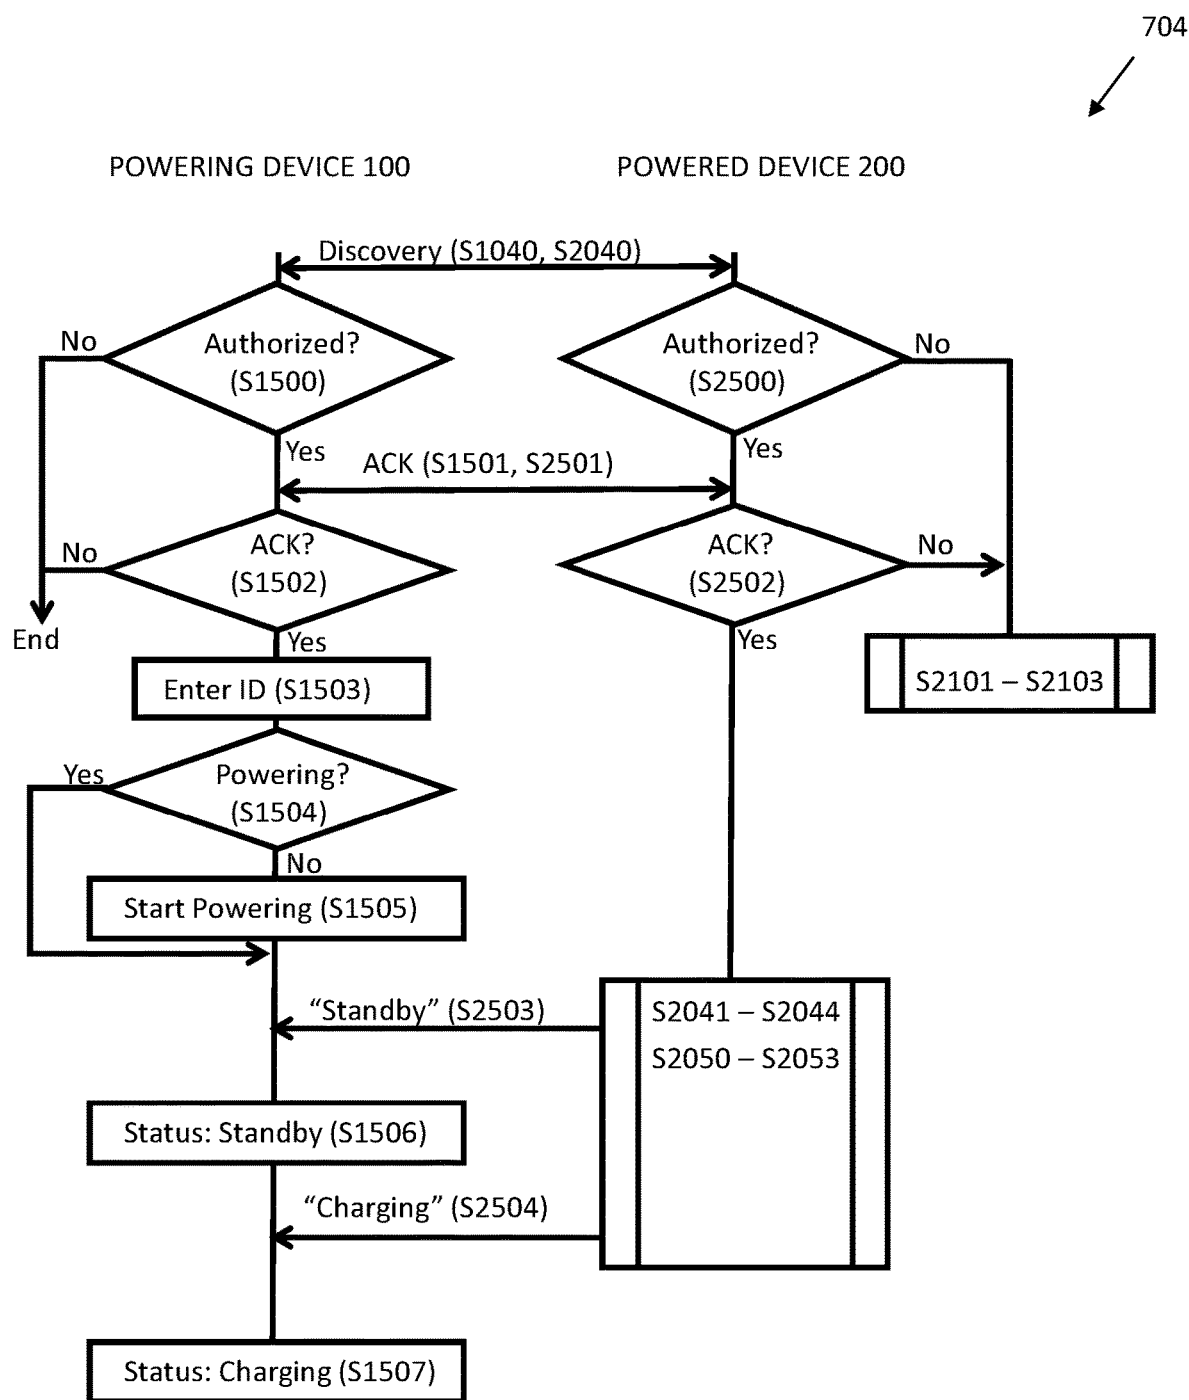 704
POWERING DEVICE 100
POWERED DEVICE 200
Discovery (S1040, S2040)
No
Authorized?
(S1500)
Authorized?
(S2500)
No
Yes
ACK (S1501, S2501)
Yes
No
ACK?
(S1502)
ACK?
(S2502)
No
End
Yes
Yes
Enter ID (S1503)
S2101 – S2103
Yes
Powering?
(S1504)
No
Start Powering (S1505)
“Standby” (S2503)
S2041 – S2044
S2050 – S2053
Status: Standby (S1506)
“Charging” (S2504)
Status: Charging (S1507)